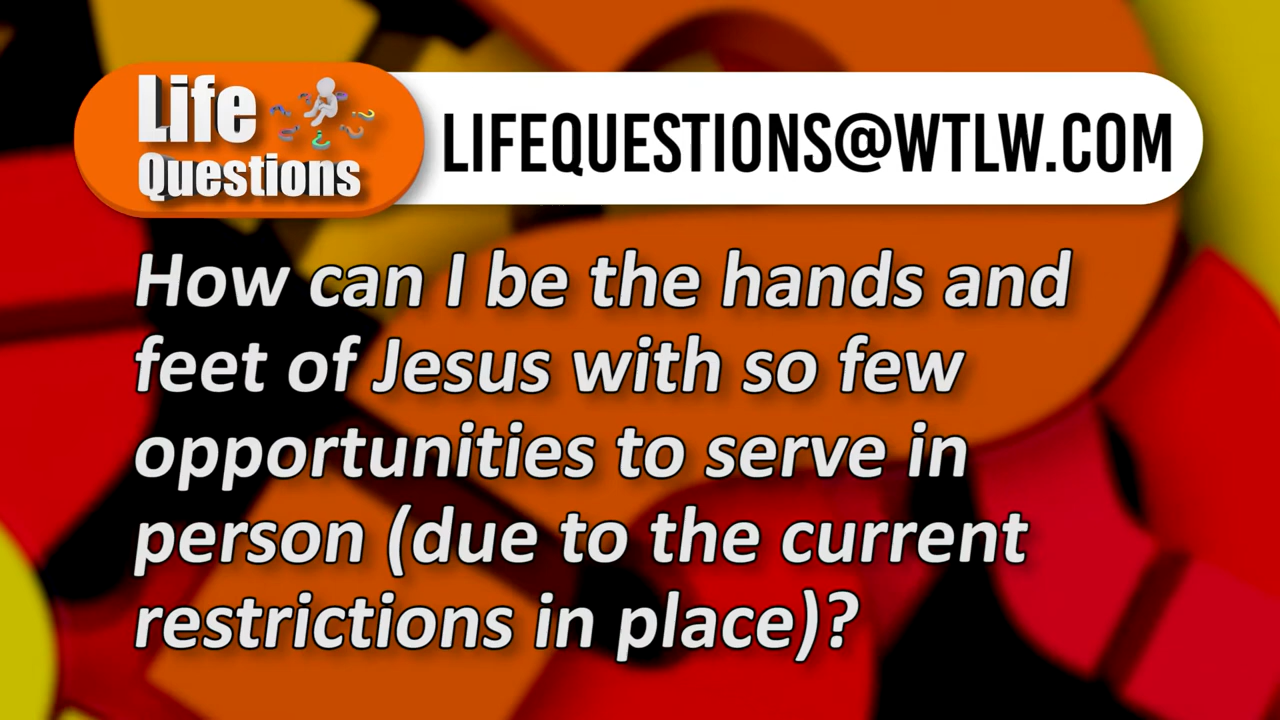 Life
Questions
LIFEQUESTIONS@WTLW.COM
How can I be the hands and
feet of Jesus with so few
opportunities to serve in
person (due to the current
restrictions in place)?